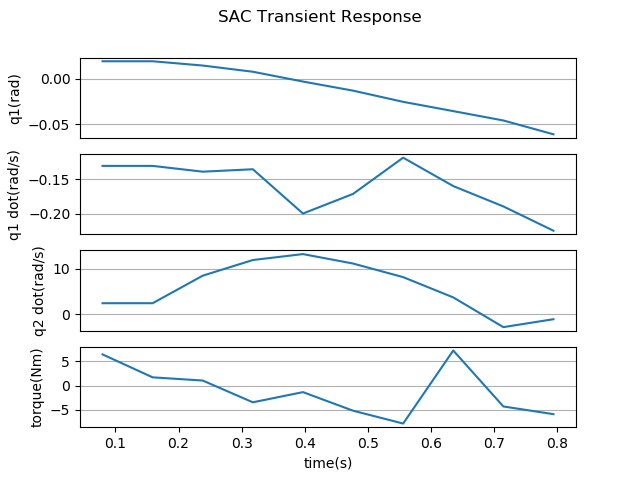 SAC Transient Response
q1(rad)
0.00
−0.05
q1 dot(rad/s)
−0.15
−0.20
q2 dot(rad/s)
10
0
torque(Nm)
5
0
−5
0.1 0.2 0.3 0.4 0.5 0.6 0.7 0.8
time(s)